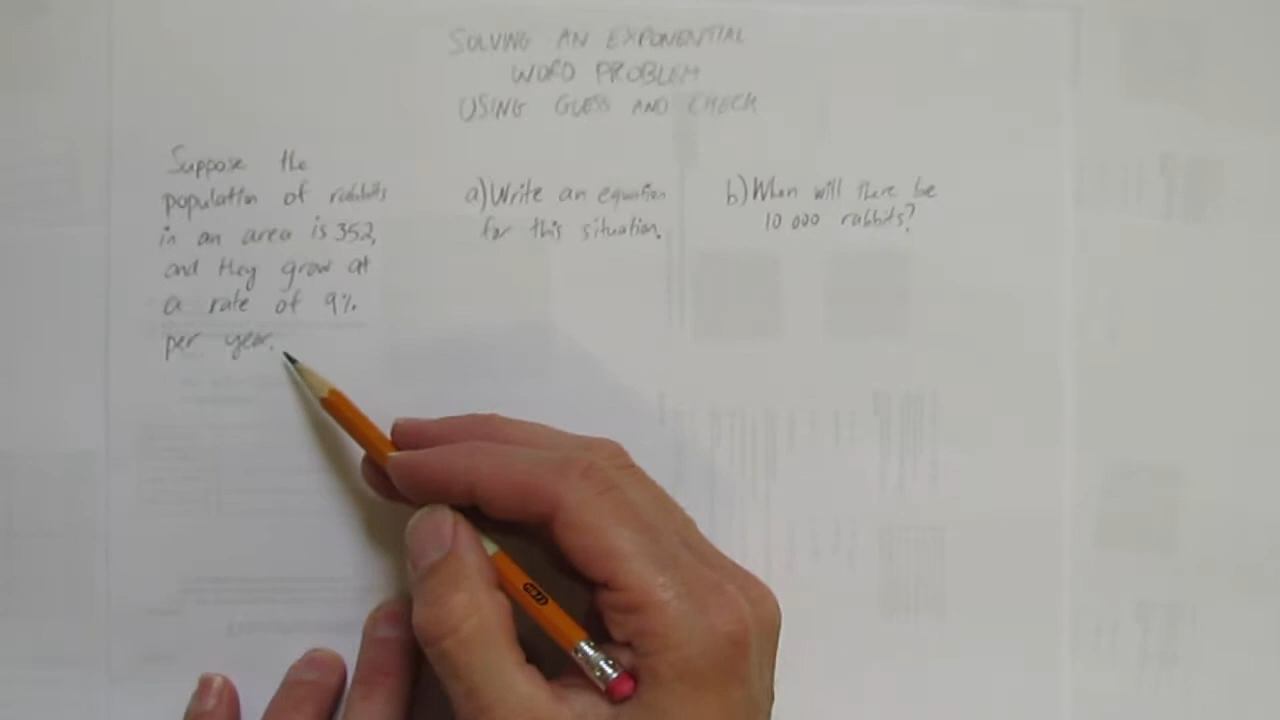 SOLVING AN EXPONENTIAL
WORD PROBLEM
USING GUESS AND CHECK
Suppose the
population of rabbits
in an area is 352,
and they grow at
a rate of 9%
per year.
a) Write an equation
for this situation.
b) When will there be
10 000 rabbits?